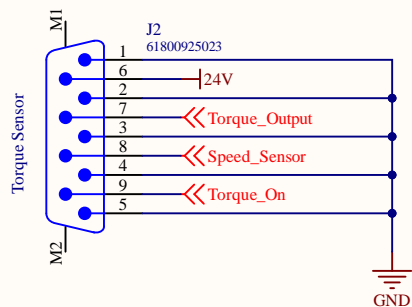 M1
J2
61800925023
Torque Sensor
1
6
24V
2
7
Torque_Output
3
8
Speed_Sensor
4
9
Torque_On
5
M2
GND